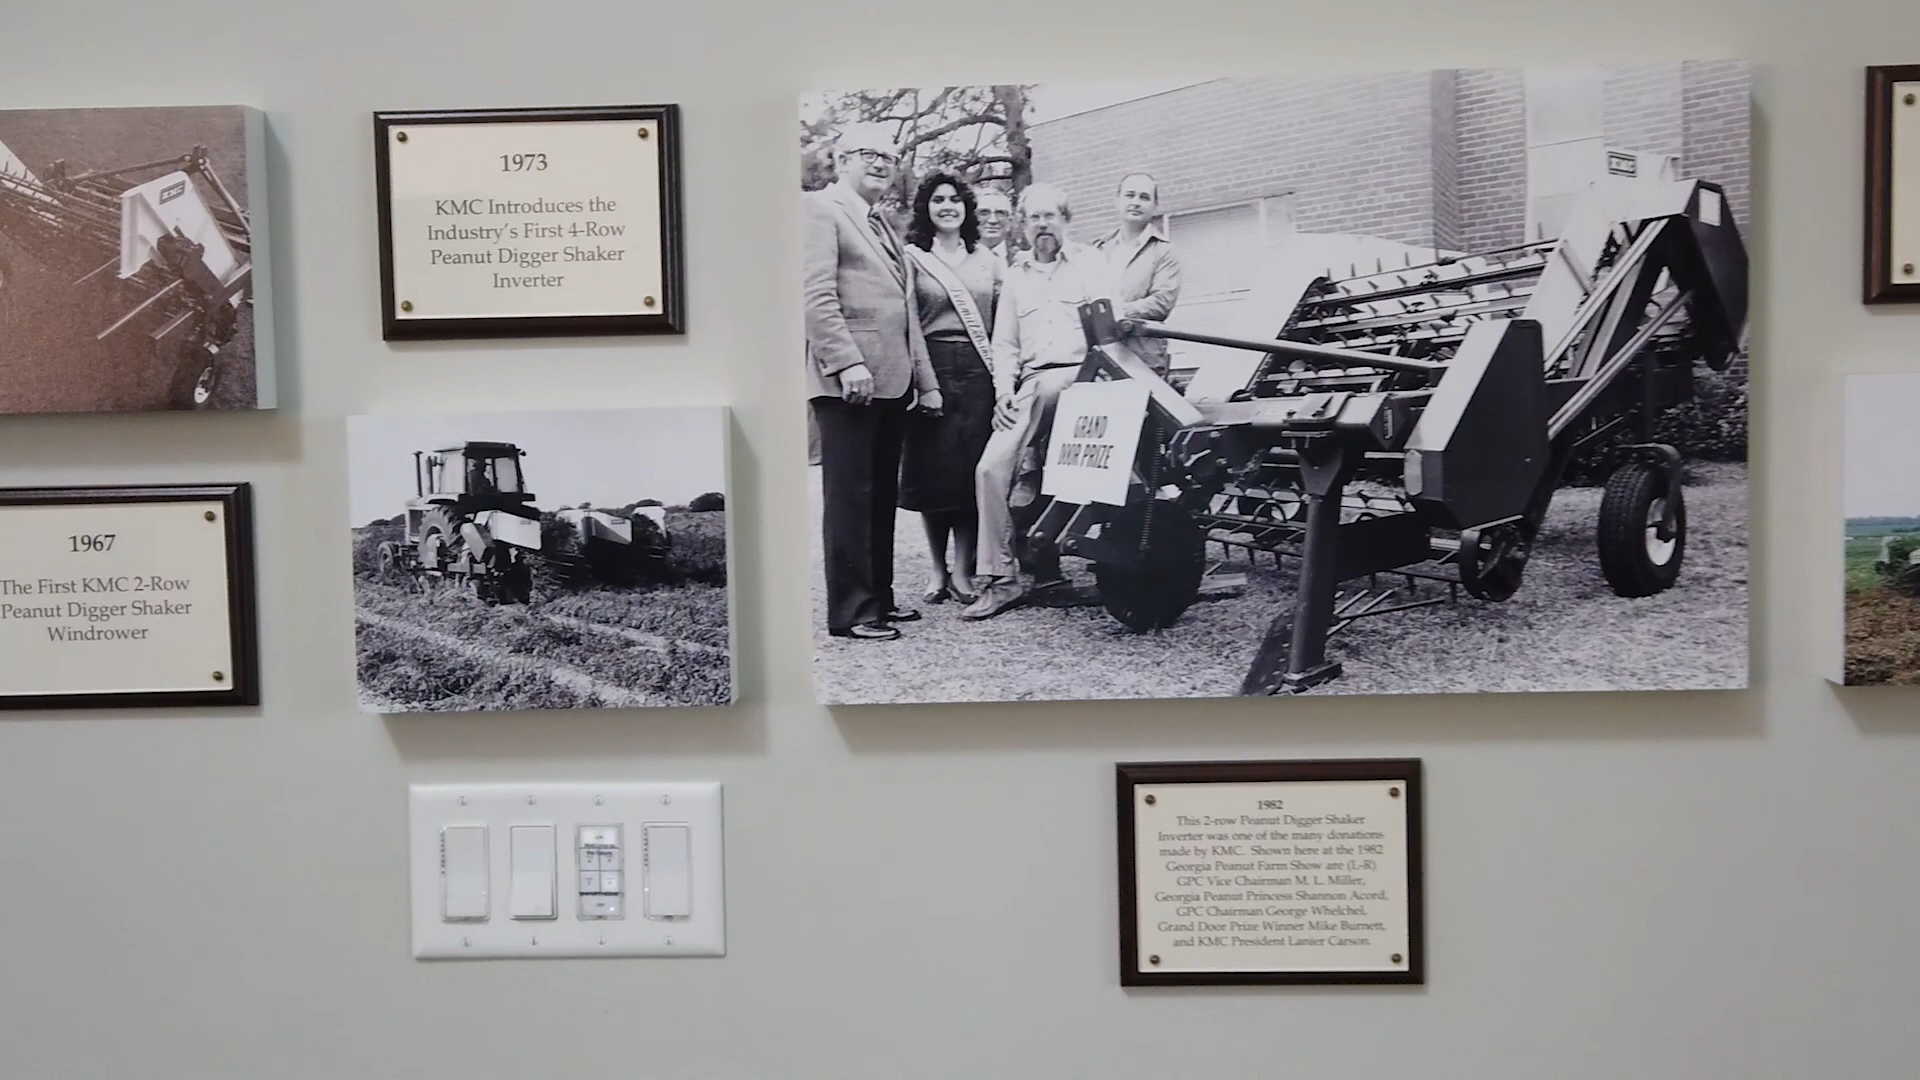 1973
KMC Introduces the
Industry's First 4-Row
Peanut Digger Shaker
Inverter
1967
The First KMC 2-Row
Peanut Digger Shaker
Windrower
GRAND
DOOR PRIZE
1982
This 2-row Peanut Digger Shaker
Inverter was one of the many donations
made by KMC. Shown here at the 1982
Georgia Peanut Farm Show are (L-R)
GPC Vice Chairman M. L. Miller,
Georgia Peanut Princess Shannon Acord,
GPC Chairman George Whelchel,
Grand Door Prize Winner Mike Burnett,
and KMC President Lanier Carson.